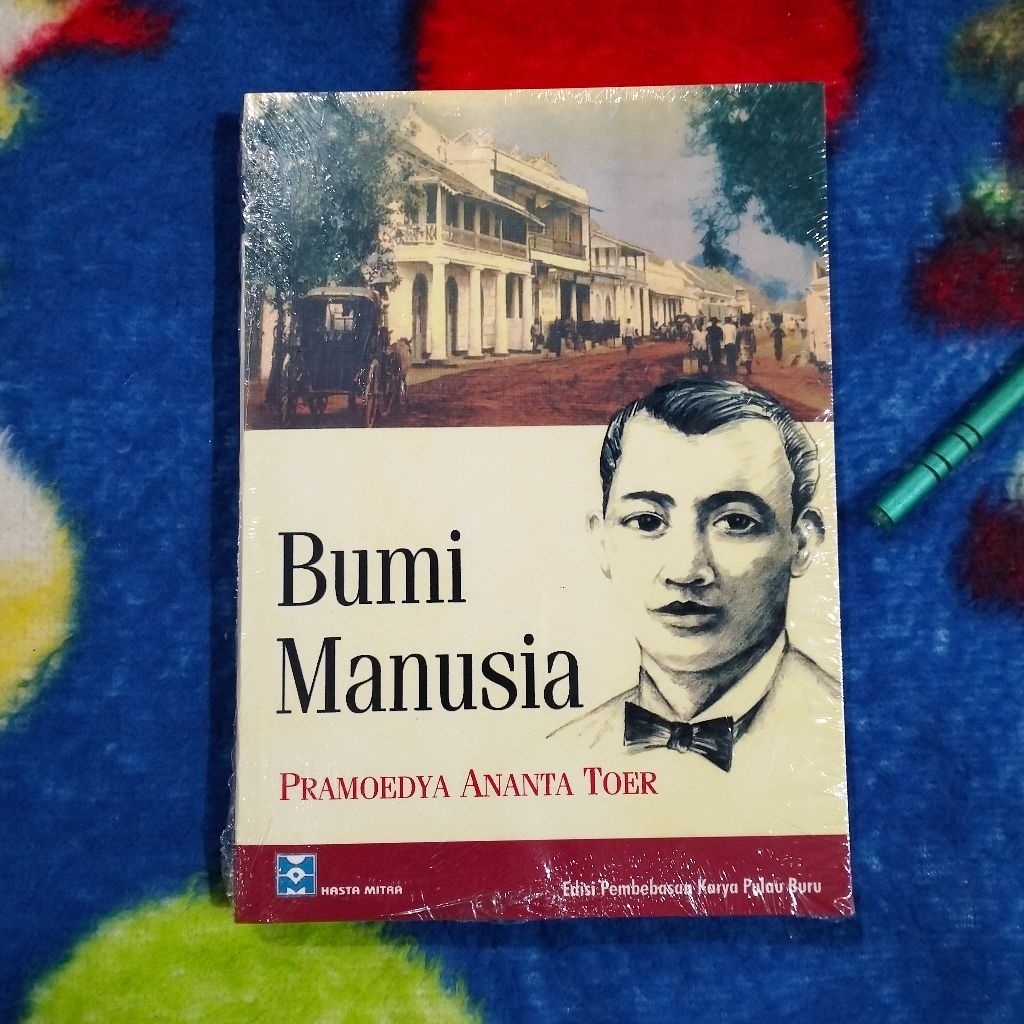 Bumi
Manusia
PRAMOEDYA ANANTA TOER
HASTA MITRA
Edisi Pembebasan Karya Pulau Buru